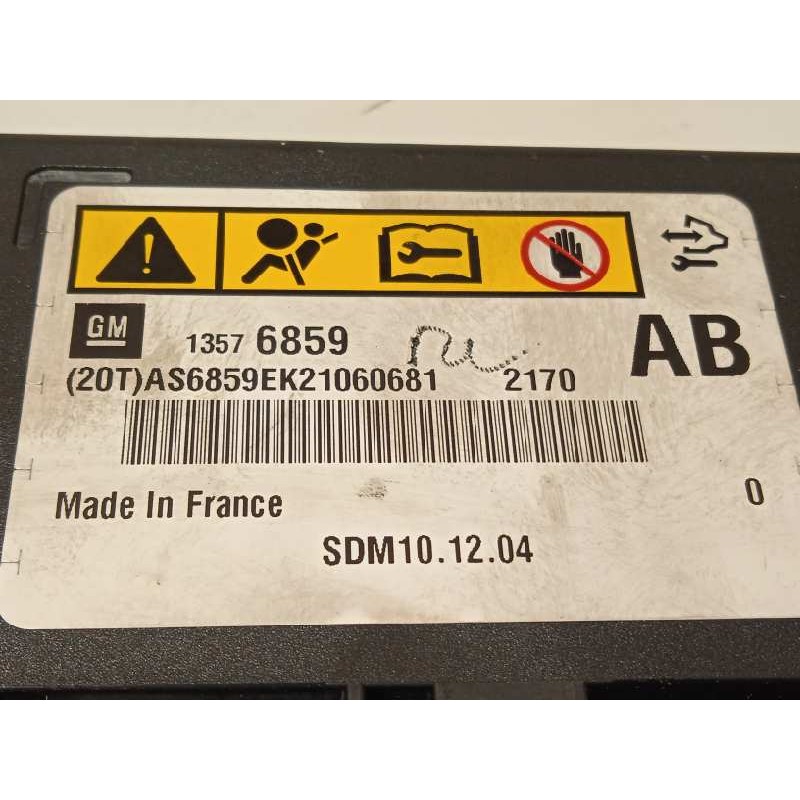 GM 1357 6859 AB
(20T)AS6859EK21060681 2170
Made In France 0
SDM10.12.04